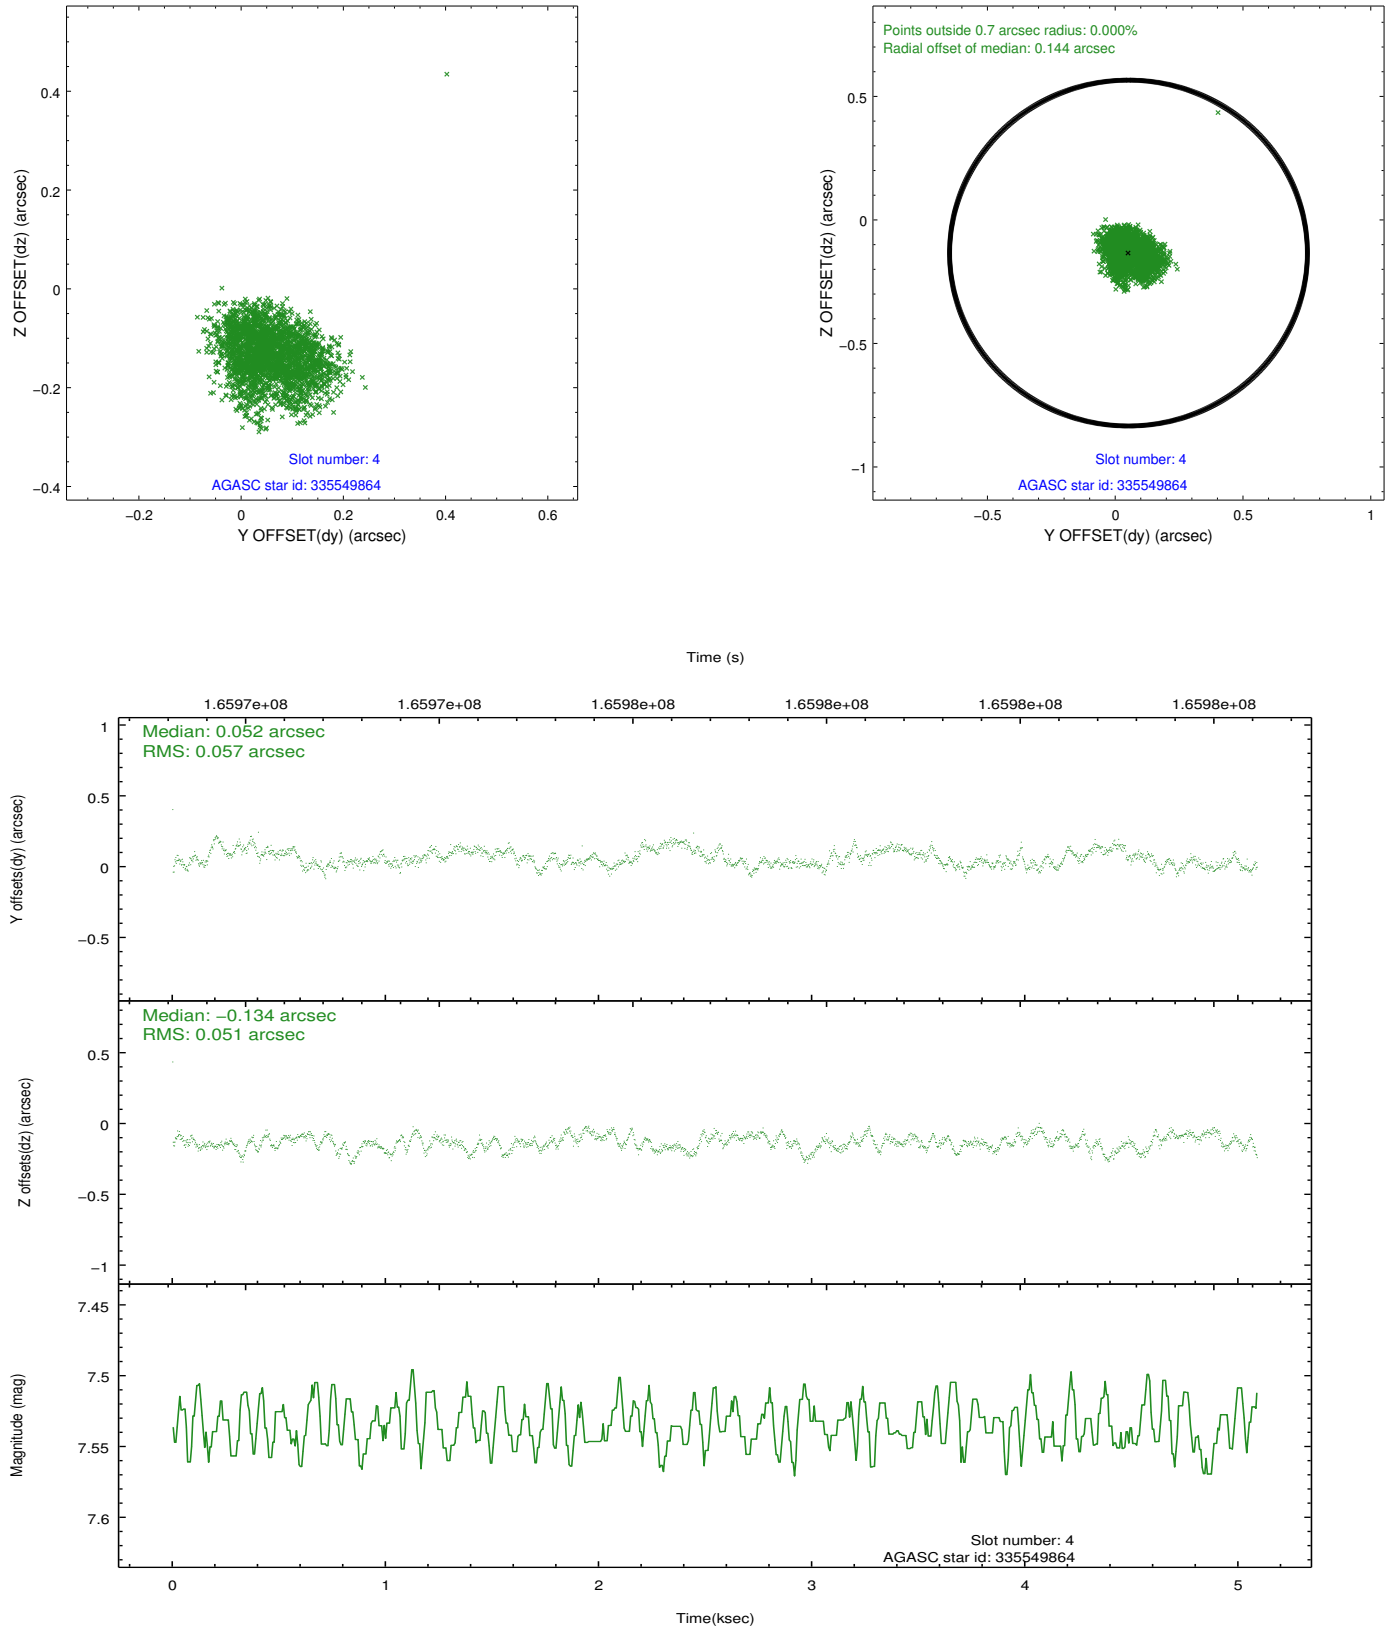 Z OFFSET(dz) (arcsec)
0.4
0.2
0
−0.2
−0.4
Slot number: 4
AGASC star id: 335549864
−0.2 0 0.2 0.4 0.6
Y OFFSET(dy) (arcsec)
Points outside 0.7 arcsec radius: 0.000%
Radial offset of median: 0.144 arcsec
Z OFFSET(dz) (arcsec)
0.5
0
−0.5
−1
Slot number: 4
AGASC star id: 335549864
−0.5 0 0.5 1
Y OFFSET(dy) (arcsec)
Time (s)
1.6597e+08 1.6597e+08 1.6598e+08 1.6598e+08 1.6598e+08 1.6598e+08
Median: 0.052 arcsec
RMS: 0.057 arcsec
Y offsets(dy) (arcsec)
1
0.5
0
−0.5
Median: −0.134 arcsec
RMS: 0.051 arcsec
Z offsets(dz) (arcsec)
0.5
0
−0.5
−1
Magnitude (mag)
7.45
7.5
7.55
7.6
Slot number: 4
AGASC star id: 335549864
0 1 2 3 4 5
Time(ksec)